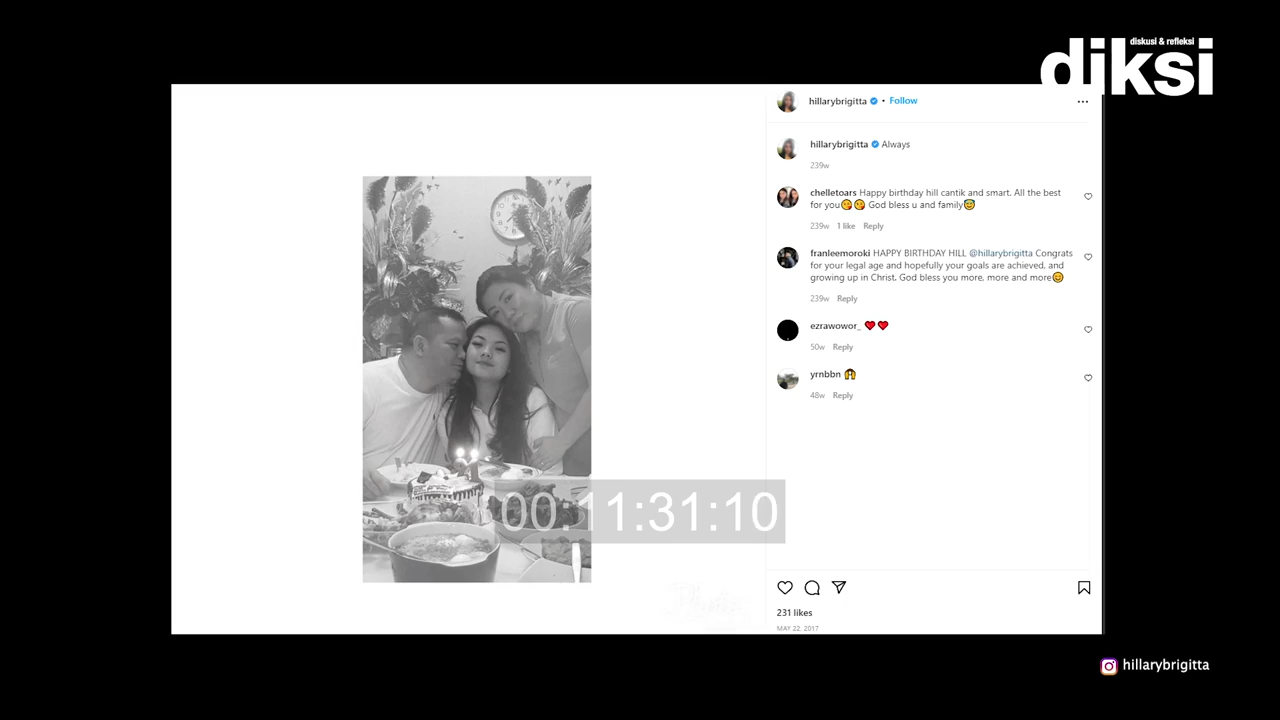 diskusi & refleksi
diksi
hillarybrigitta • Follow
hillarybrigitta Always
239w
chelletoars Happy birthday hill cantik and smart. All the best
for you😘😘 God bless u and family😇
239w 1 like Reply
franleemoroki HAPPY BIRTHDAY HILL @hillarybrigitta Congrats
for your legal age and hopefully your goals are achieved, and
growing up in Christ. God bless you more, more and more😊
239w Reply
ezrawowor_ ❤️❤️
50w Reply
yrnbbn 🙌
48w Reply
00:11:31:10
231 likes
MAY 22, 2017
hillarybrigitta